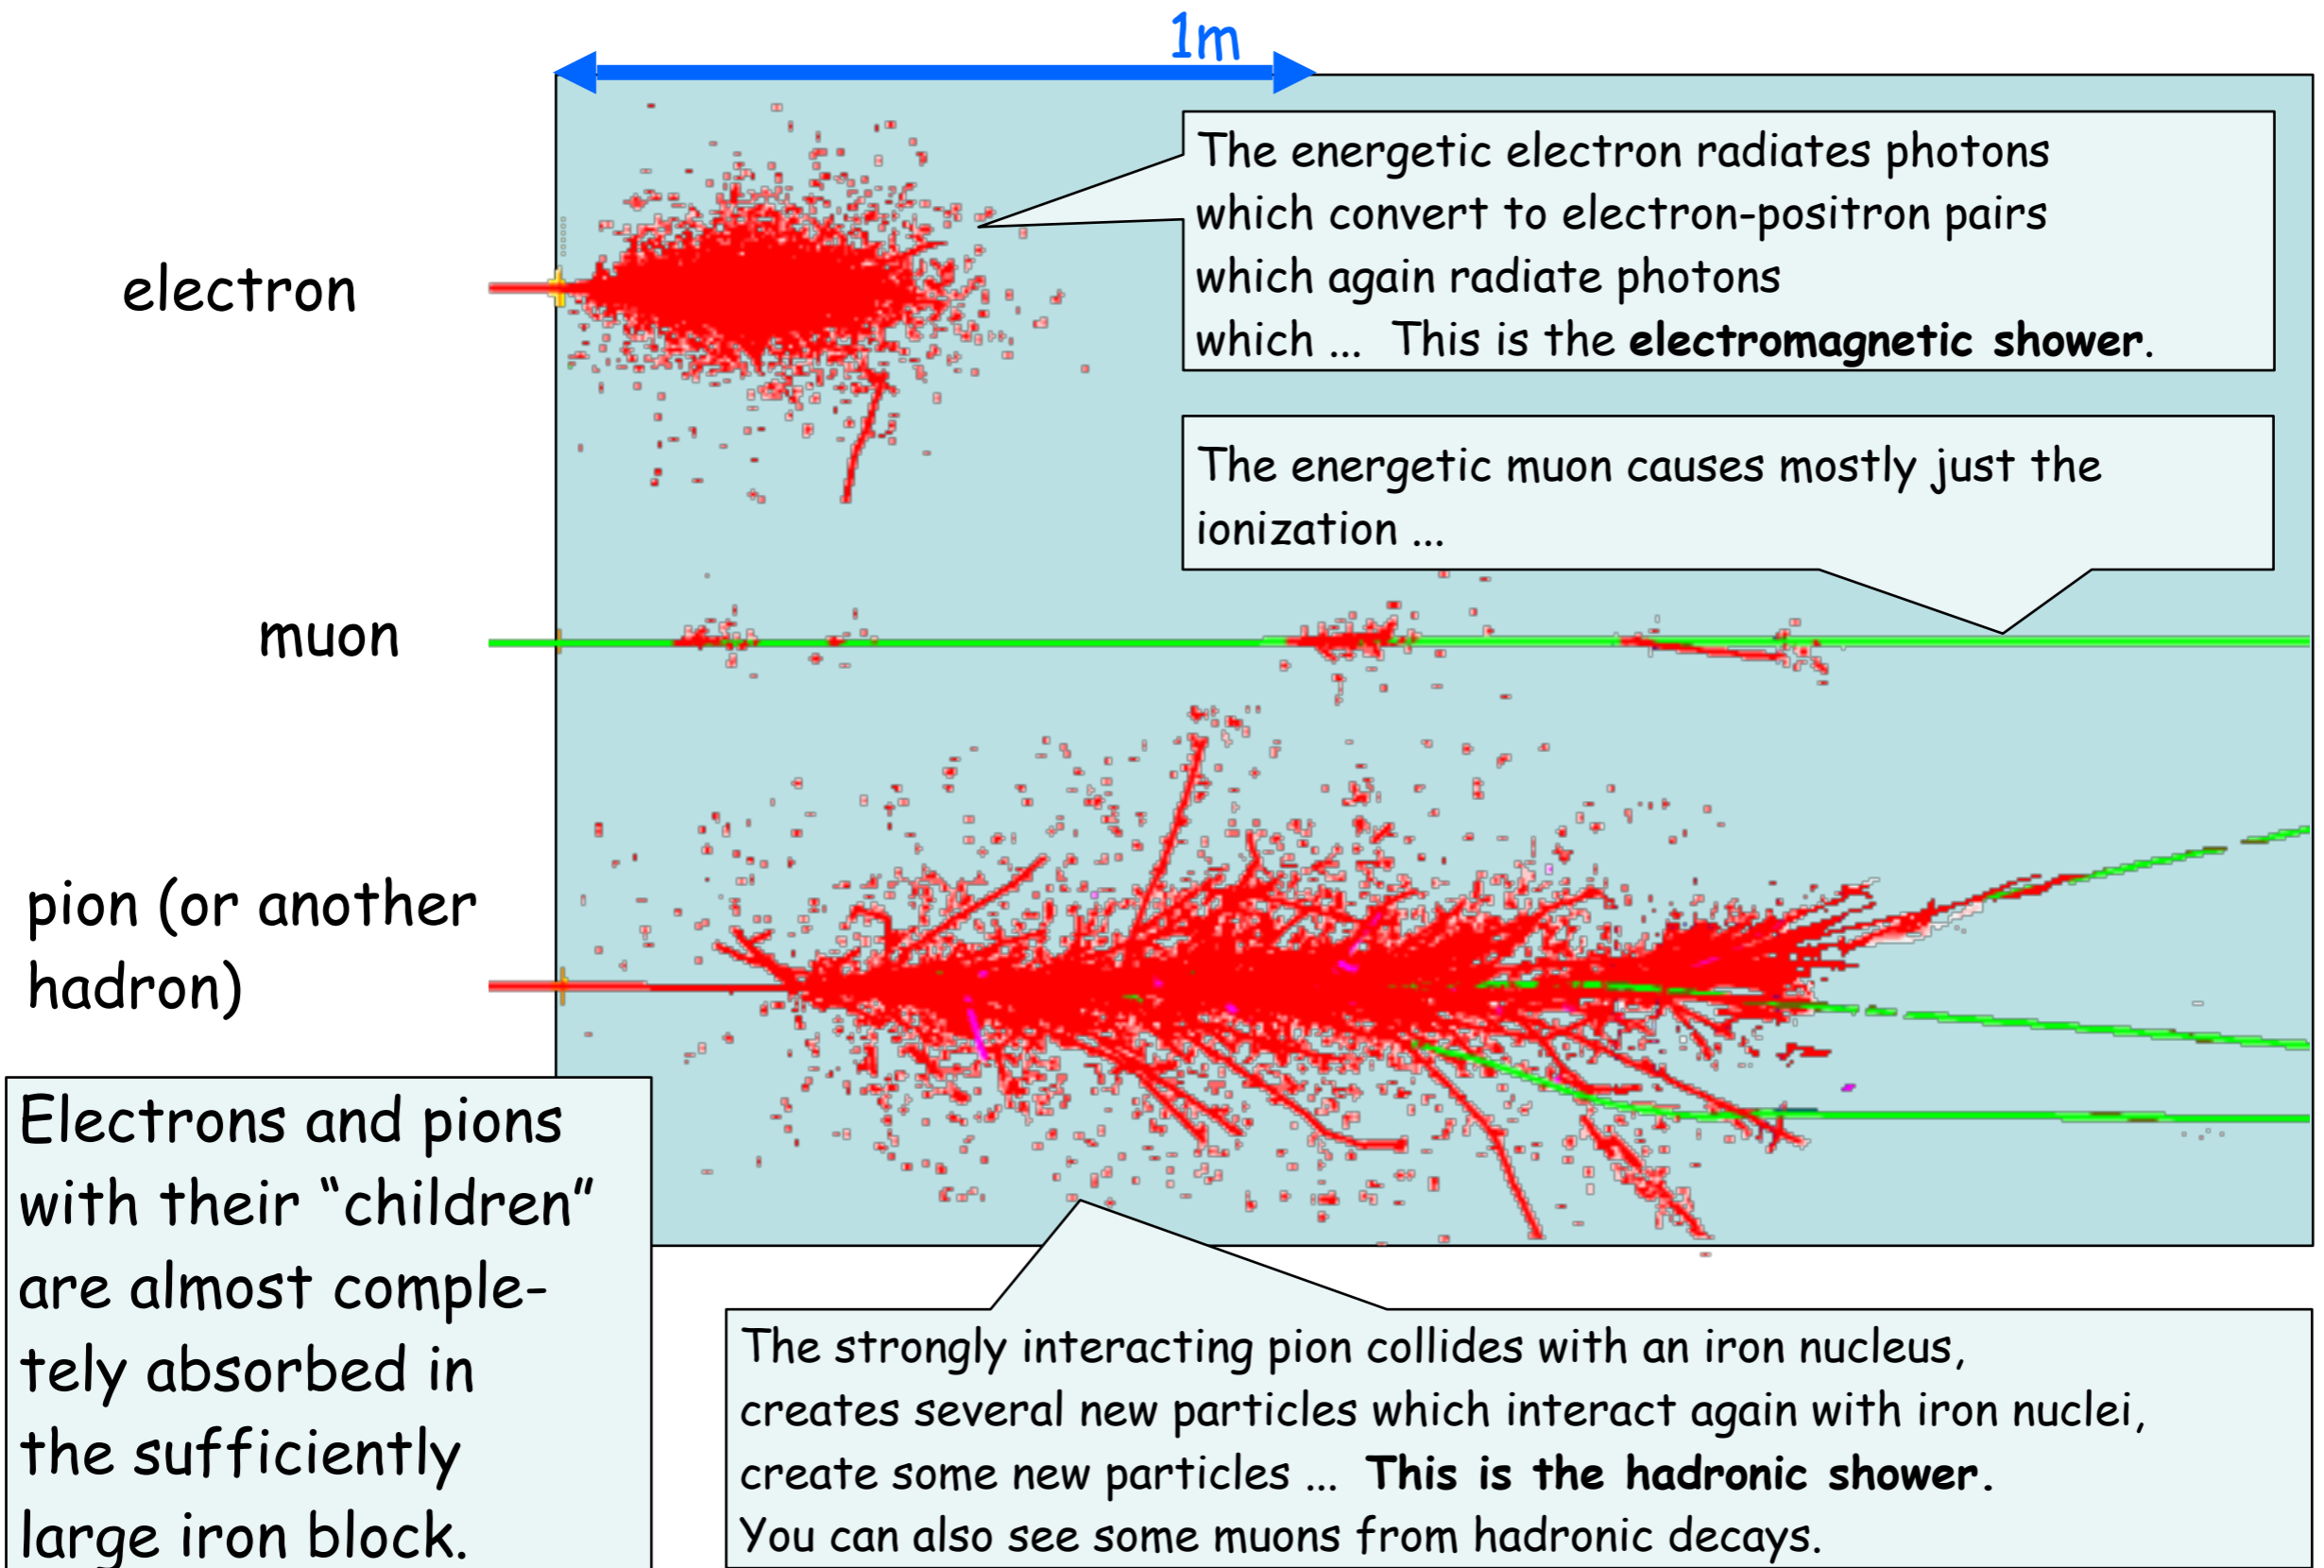 1m
The energetic electron radiates photons
which convert to electron-positron pairs
which again radiate photons
which ... This is the electromagnetic shower.
electron
The energetic muon causes mostly just the
ionization ...
muon
pion (or another
hadron)
Electrons and pions
with their “children”
are almost comple-
tely absorbed in
the sufficiently
large iron block.
The strongly interacting pion collides with an iron nucleus,
creates several new particles which interact again with iron nuclei,
create some new particles ... This is the hadronic shower.
You can also see some muons from hadronic decays.